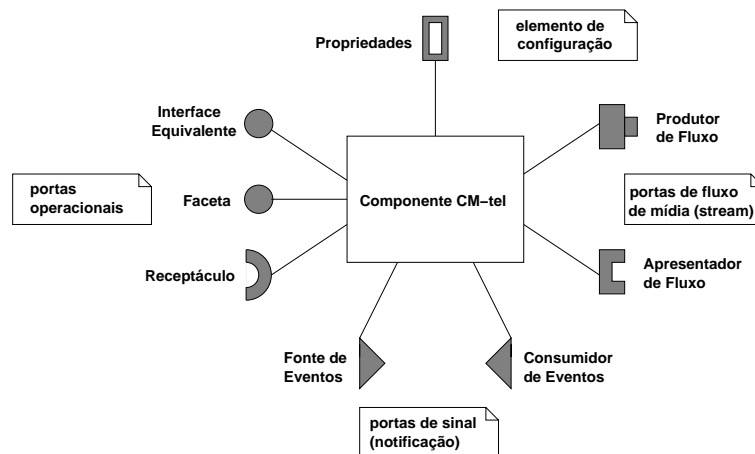 Propriedades
elemento de
configuração
Interface
Equivalente
Produtor
de Fluxo
portas
operacionais
Faceta
Componente CM–tel
portas de fluxo
de mídia (stream)
Receptáculo
Apresentador
de Fluxo
Fonte de
Eventos
Consumidor
de Eventos
portas de sinal
(notificação)